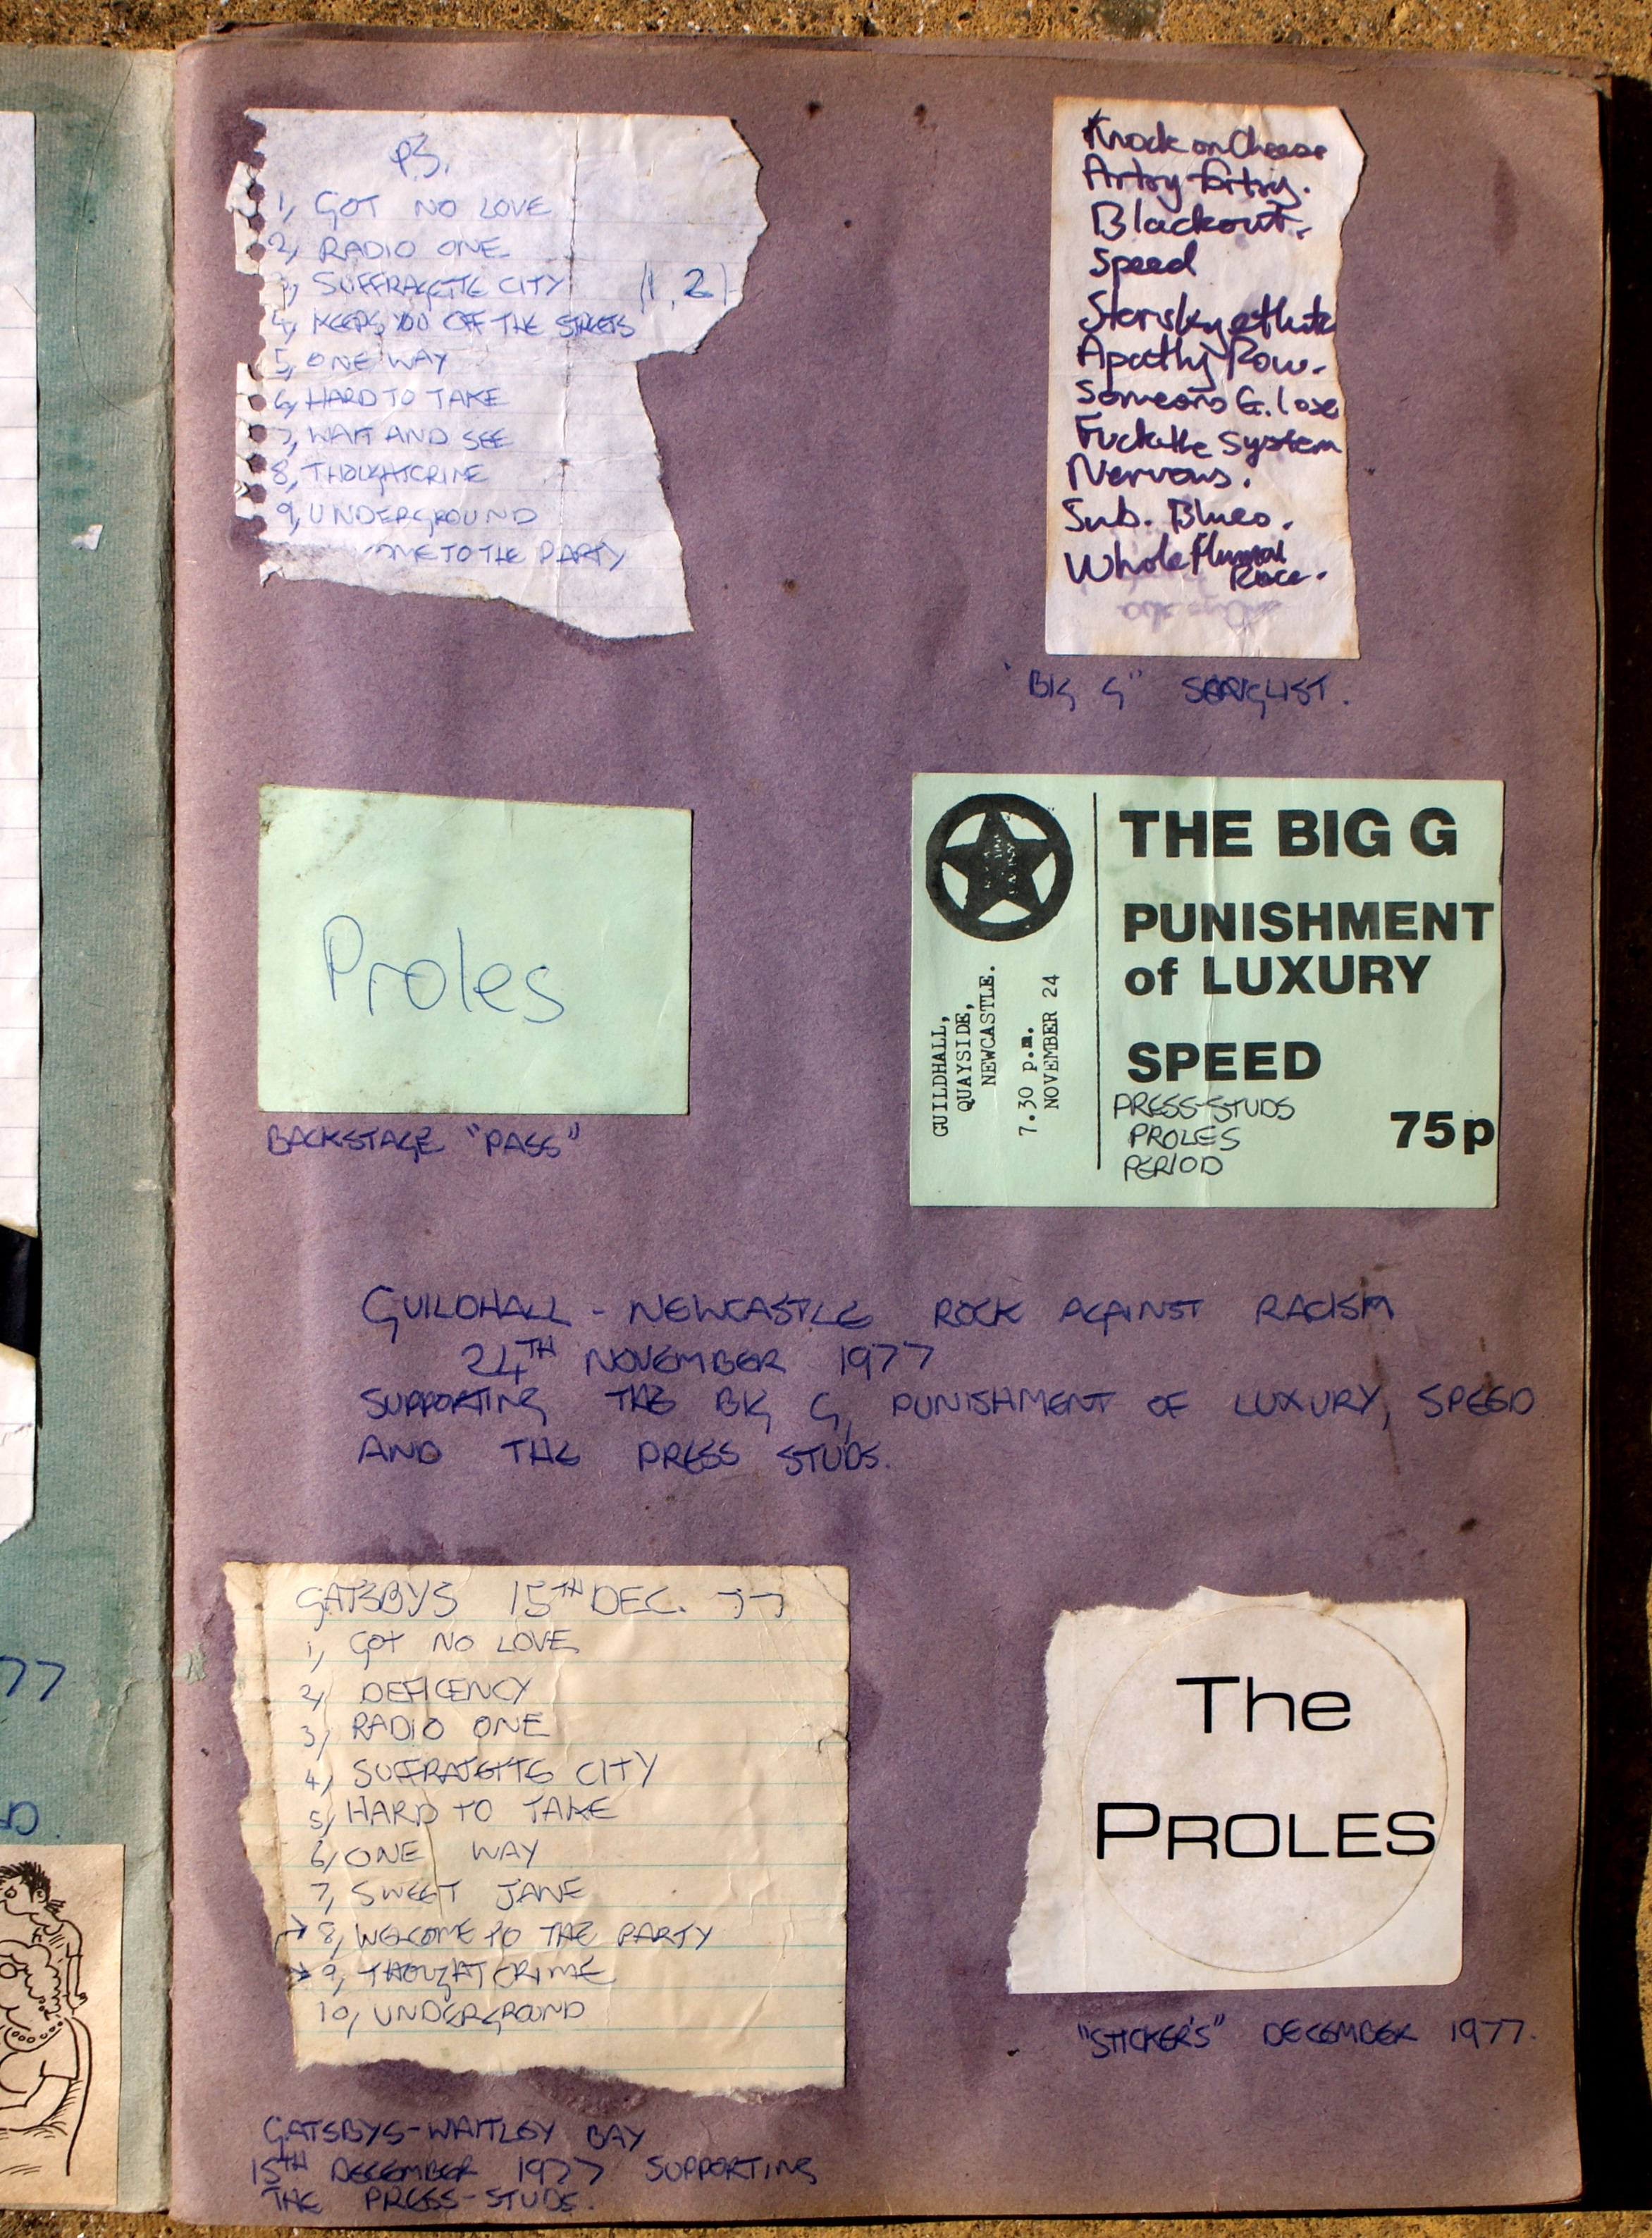 PS.
1, GOT NO LOVE
2, RADIO ONE
3, SUFFRAGETTE CITY (1, 2)
4, KEEPS YOU OFF THE STREETS
5, ONE WAY
6, HARD TO TAKE
7, WAIT AND SEE
8, THOUGHTCRIME
9, UNDERGROUND
OME TO THE PARTY
Knock on Cheese
Artsy Fartsy.
Blackout.
Speed
Starsky & Hutch
Apathy Row.
Someone's G. lose
Fuck the System
Nervous.
Sub. Blues.
Whole Human
Race.
"BIG G" SONGLIST.
Proles
BACKSTAGE "PASS"
GUILDHALL,
QUAYSIDE,
NEWCASTLE.
7.30 p.m.
NOVEMBER 24
THE BIG G
PUNISHMENT
of LUXURY
SPEED
PRESS-STUDS
PROLES
PERIOD
75p
GUILDHALL - NEWCASTLE ROCK AGAINST RACISM
24TH NOVEMBER 1977
SUPPORTING THE BIG G, PUNISHMENT OF LUXURY, SPEED
AND THE PRESS STUDS.
GATSBYS 15TH DEC. 77
1, GOT NO LOVE
2, DEFICENCY
3, RADIO ONE
4, SUFFRAGETTE CITY
5, HARD TO TAKE
6, ONE WAY
7, SWEET JANE
→ 8, WELCOME TO THE PARTY
→ 9, THOUGHT CRIME
10, UNDERGROUND
GATSBYS-WHITLEY BAY
15TH DECEMBER 1977 SUPPORTING
THE PRESS-STUDS.
The
PROLES
"STICKER'S" DECEMBER 1977.
77